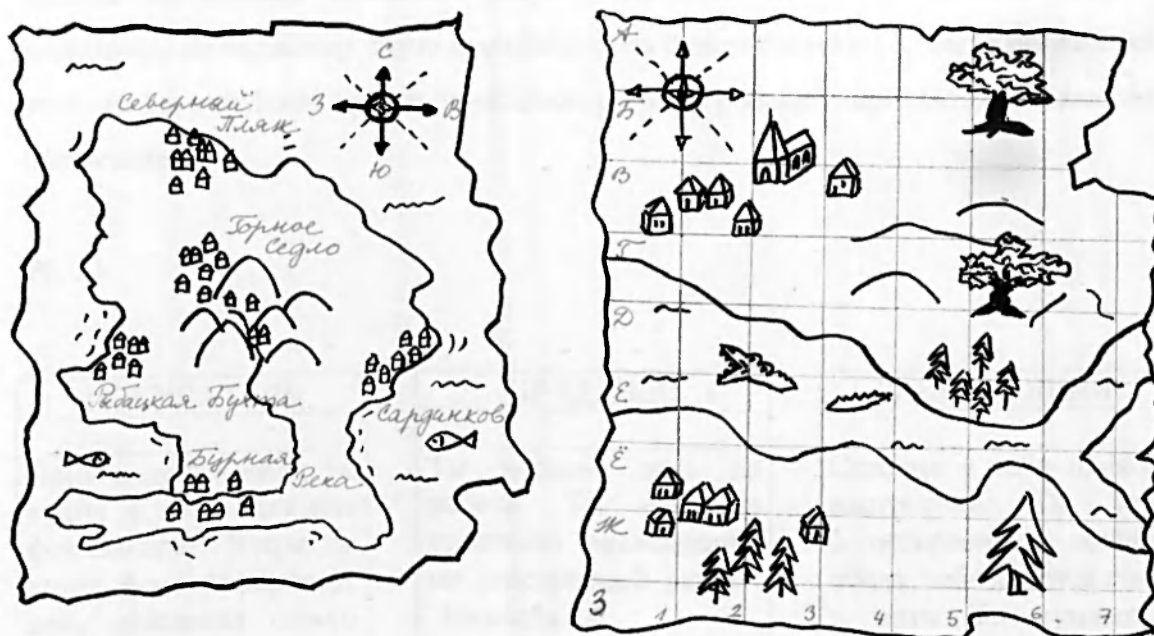 С
З
В
Ю
Северный
Пляж
Горное
Седло
Рыбацкая Бухта
Сардинков
Бурная
Река
А
Б
В
Г
Д
Е
Ё
Ж
З
1 2 3 4 5 6 7